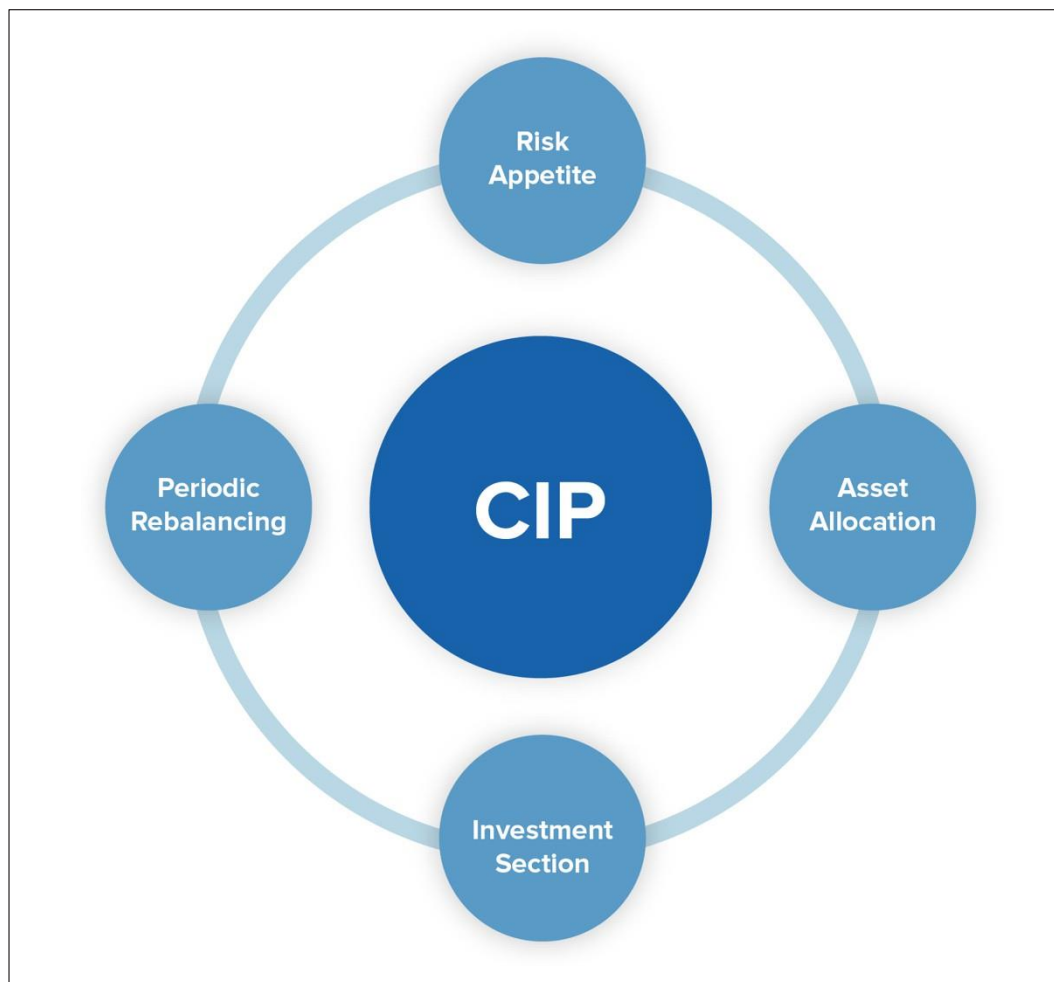 Risk
Appetite
Periodic
Rebalancing
CIP
Asset
Allocation
Investment
Section